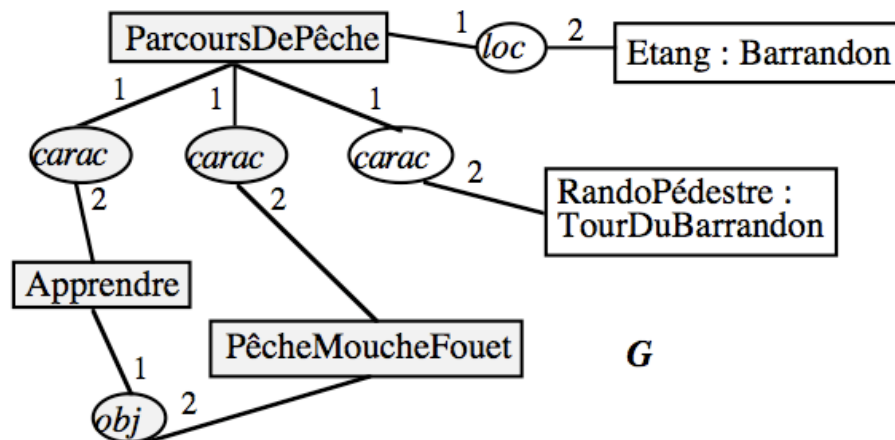 ParcoursDePêche
1
loc
2
Etang : Barrandon
1
1
1
carac
carac
carac
2
2
2
RandoPédestre :
TourDuBarrandon
Apprendre
PêcheMoucheFouet
G
1
obj
2